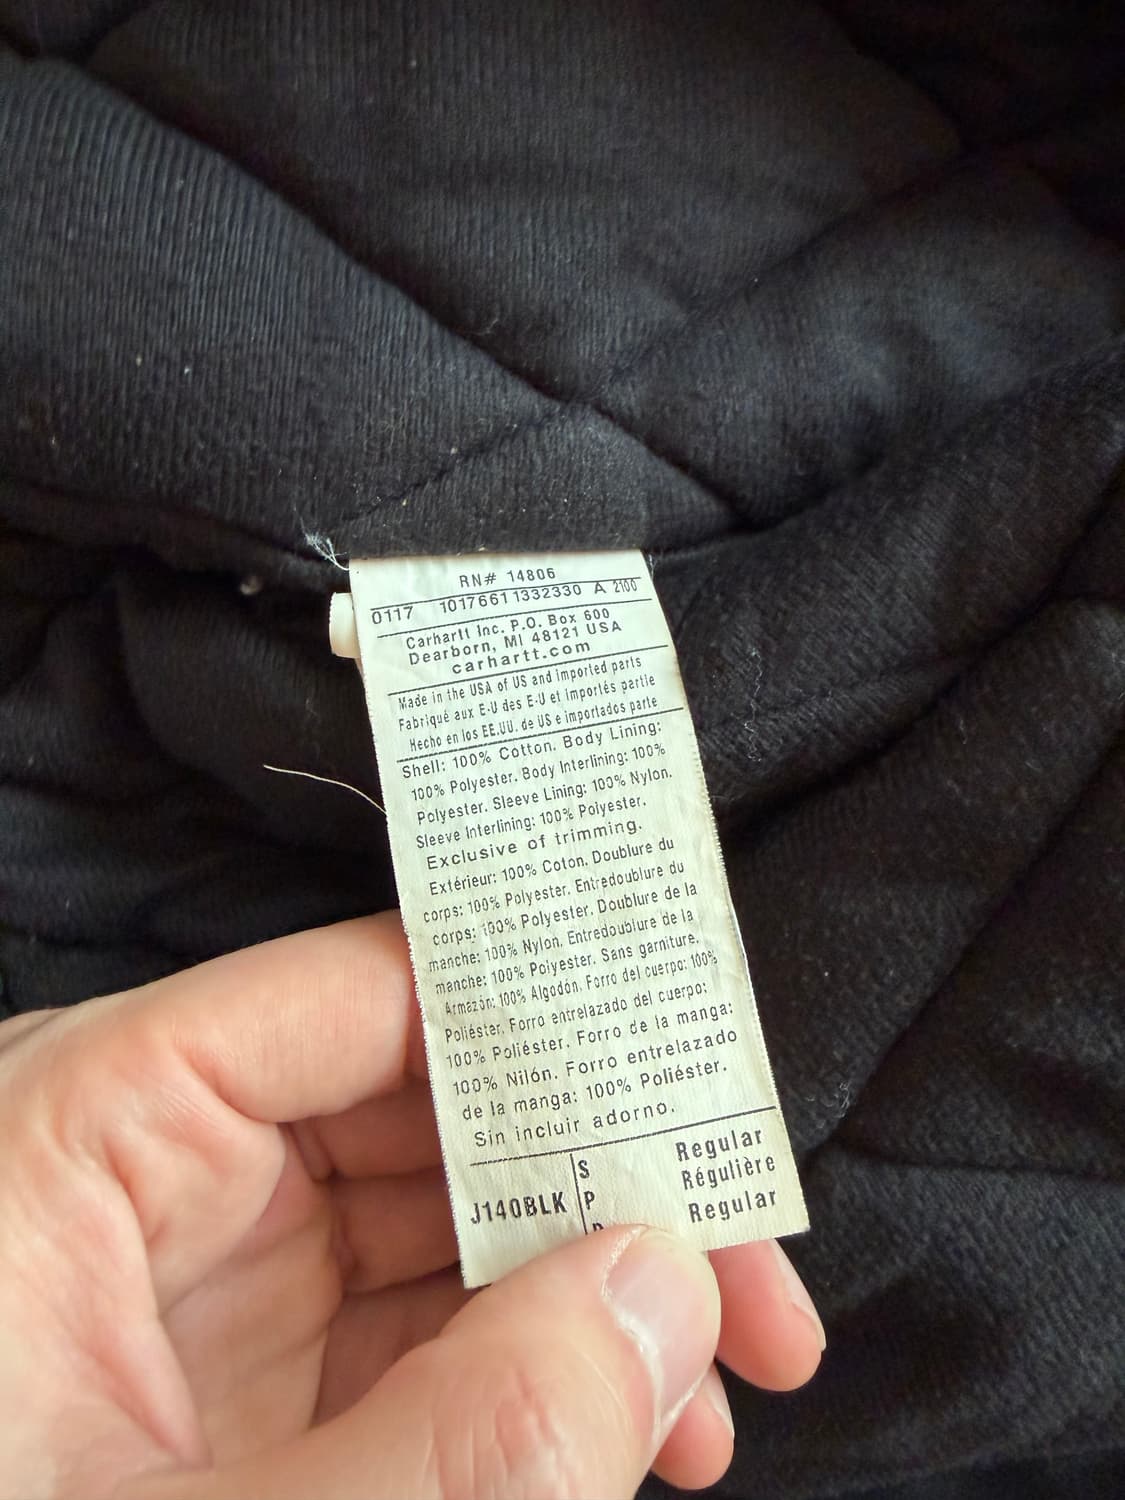 RN# 14806
0117 1017661 1332330 A 2100
Carhartt Inc. P.O. Box 600
Dearborn, MI 48121 USA
carhartt.com
Made in the USA of US and imported parts
Fabriqué aux E-U des E-U et importés partie
Hecho en los EE.UU. de US e importados parte
Shell: 100% Cotton. Body Lining:
100% Polyester. Body Interlining: 100%
Polyester. Sleeve Lining: 100% Nylon.
Sleeve Interlining: 100% Polyester.
Exclusive of trimming.
Extérieur: 100% Coton. Doublure du
corps: 100% Polyester. Entredoublure du
corps: 100% Polyester. Doublure de la
manche: 100% Nylon. Entredoublure de la
manche: 100% Polyester. Sans garniture.
Armazón: 100% Algodón. Forro del cuerpo: 100%
Poliéster. Forro entrelazado del cuerpo:
100% Poliéster. Forro de la manga:
100% Nilón. Forro entrelazado
de la manga: 100% Poliéster.
Sin incluir adorno.
J140BLK
S Regular
P Régulière
Regular